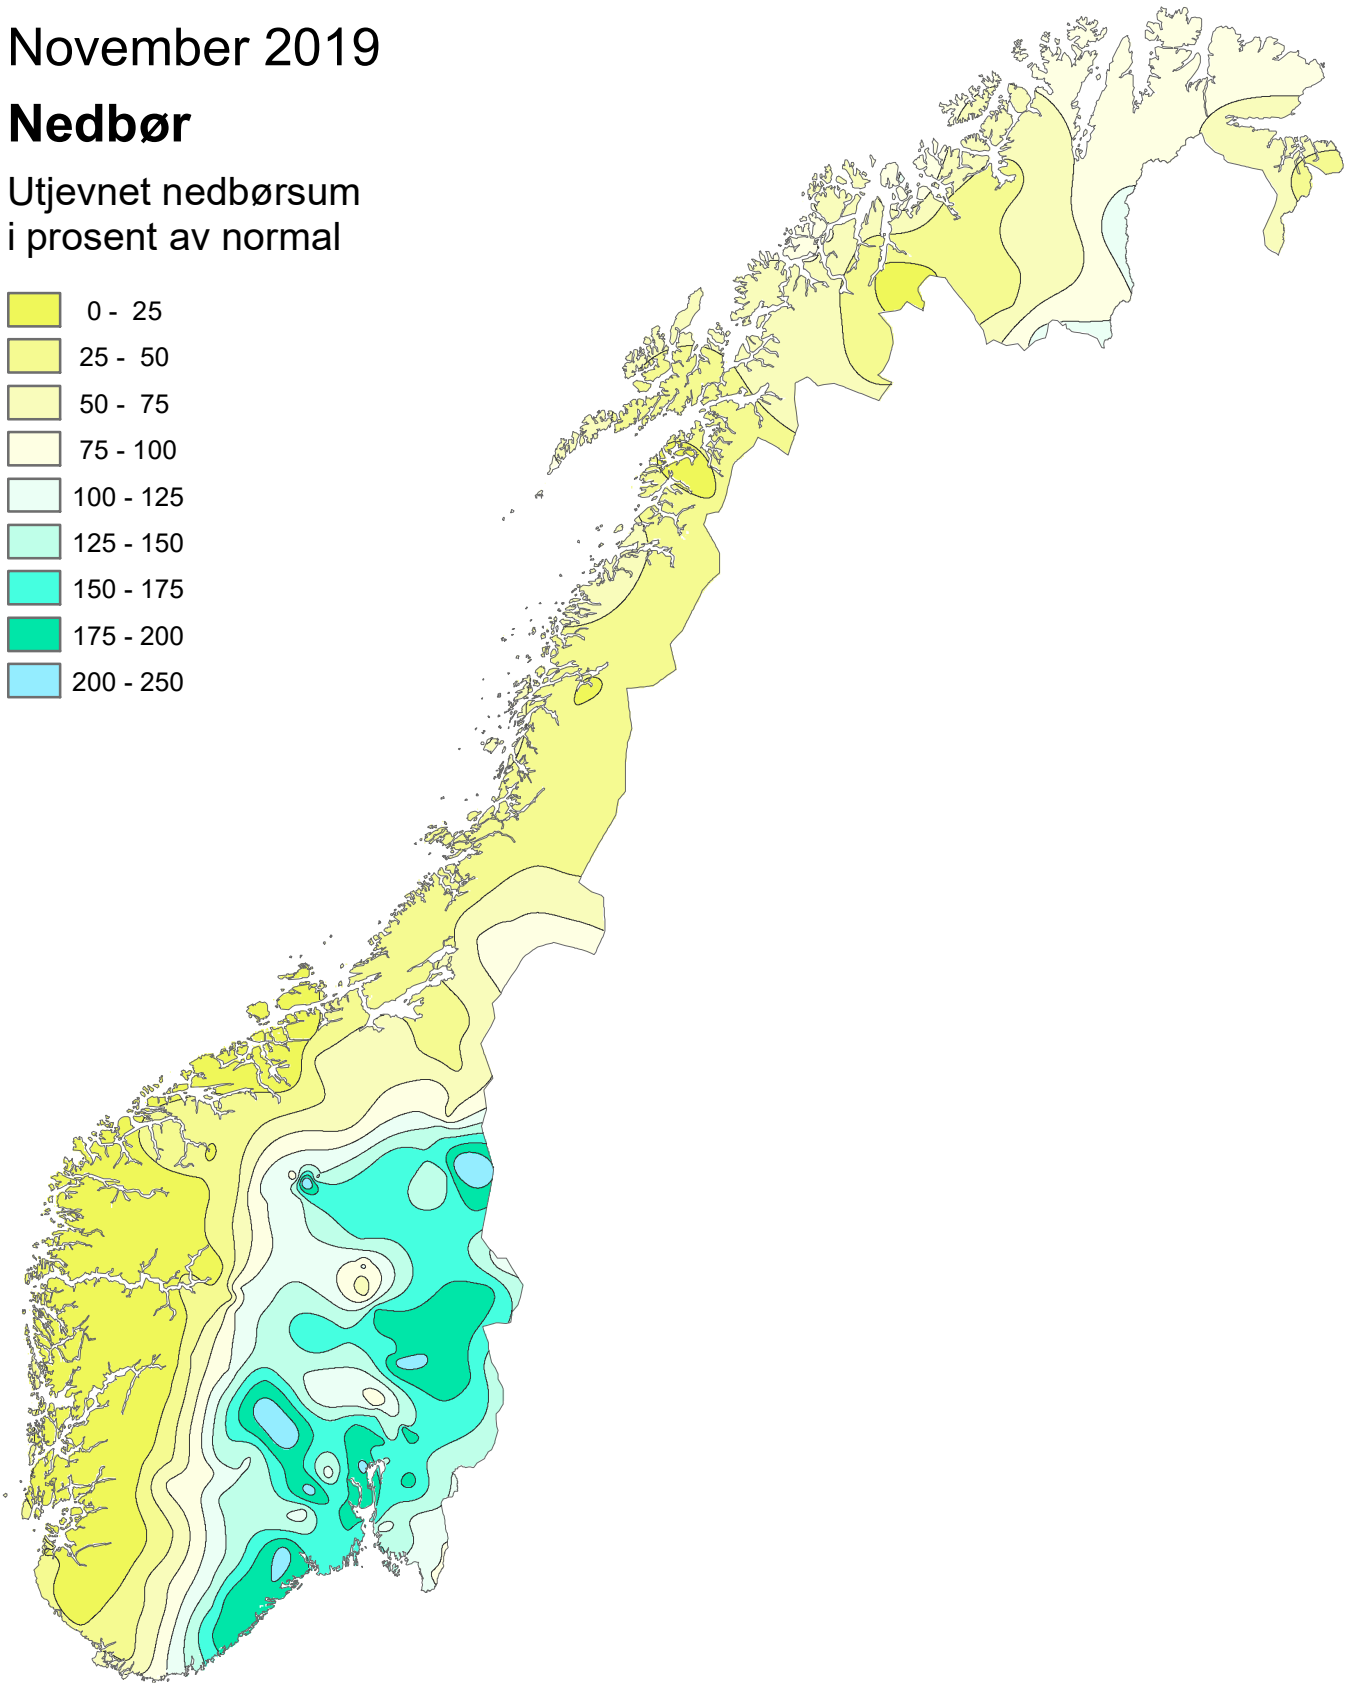 November 2019
Nedbør
Utjevnet nedbørsum
i prosent av normal
0 - 25
25 - 50
50 - 75
75 - 100
100 - 125
125 - 150
150 - 175
175 - 200
200 - 250